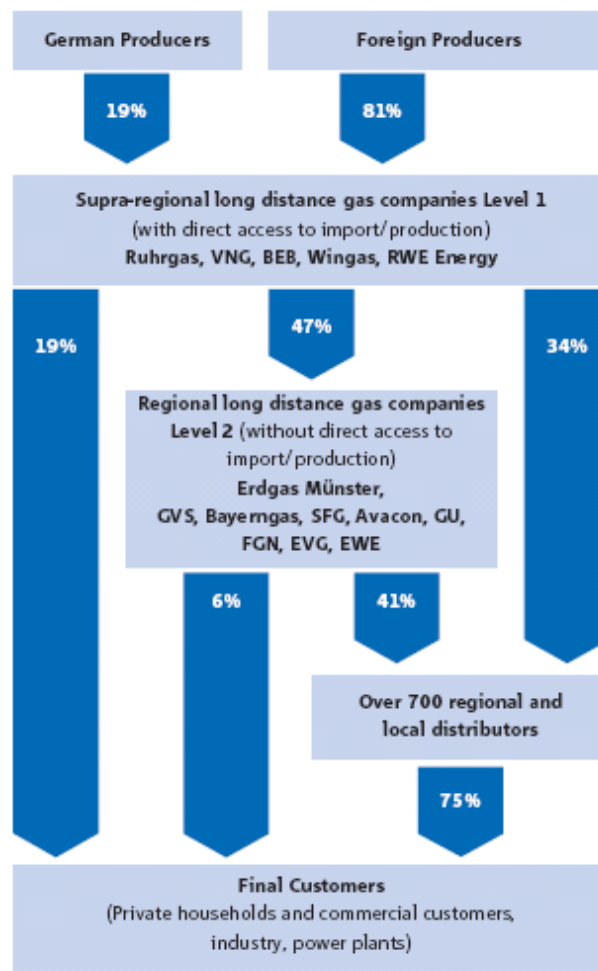 German Producers
Foreign Producers
19%
81%
Supra-regional long distance gas companies Level 1
(with direct access to import/production)
Ruhrgas, VNG, BEB, Wingas, RWE Energy
19%
47%
34%
Regional long distance gas companies
Level 2 (without direct access to
import/production)
Erdgas Münster,
GVS, Bayerngas, SFG, Avacon, GU,
FGN, EVG, EWE
6%
41%
Over 700 regional and
local distributors
75%
Final Customers
(Private households and commercial customers,
industry, power plants)